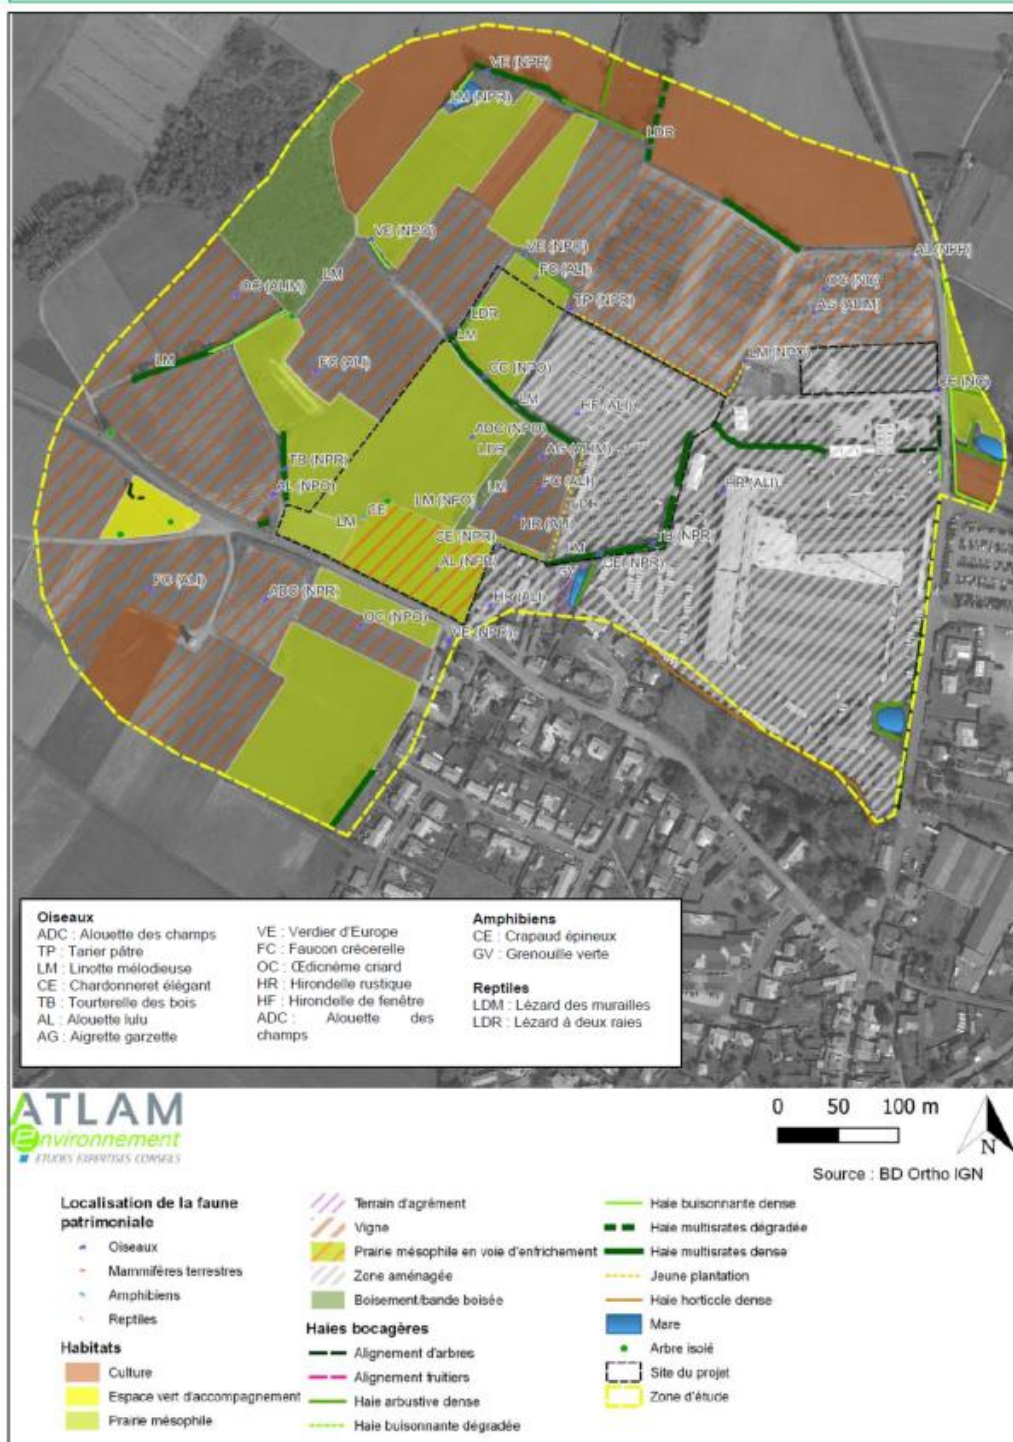 VE (NPR)
LM (NPR)
LDR
VE (NPO)
AL (NPR)
VE (NPO)
LM
FC (ALI)
OC (ALIM)
OC (NC)
TP (NPR)
AG (ALIM)
LDR
LM
LM (NPO)
LM
FC (ALI)
CC (NPO)
CE (NC)
LM
HF (ALI)
ADC (NPO)
LDR
AG (ALIM)
TB (NPR)
FC (ALI)
HR (ALI)
AL (NPO)
LM
LM (NPO)
CE
LM
HR (ALI)
CE (NPR)
LM
TB (NPR)
AL (NPR)
GV
CE (NPR)
FC (ALI)
ADC (NPR)
HR (ALI)
OC (NPO)
VE (NPR)
Oiseaux
ADC : Alouette des champs
TP : Tarier pâtre
LM : Linotte mélodieuse
CE : Chardonneret élégant
TB : Tourterelle des bois
AL : Alouette lulu
AG : Aigrette garzette
VE : Verdier d'Europe
FC : Faucon crécerelle
OC : Œdicnème criard
HR : Hirondelle rustique
HF : Hirondelle de fenêtre
ADC : Alouette des
champs
Amphibiens
CE : Crapaud épineux
GV : Grenouille verte
Reptiles
LDM : Lézard des murailles
LDR : Lézard à deux raies
ATLAM
environnement
ETUDES EXPERTISES CONSEILS
0 50 100 m
N
Source : BD Ortho IGN
Localisation de la faune
patrimoniale
Oiseaux
Mammifères terrestres
Amphibiens
Reptiles
Habitats
Culture
Espace vert d'accompagnement
Prairie mésophile
Terrain d'agrément
Vigne
Prairie mésophile en voie d'enfrichement
Zone aménagée
Boisement/bande boisée
Haies bocagères
Alignement d'arbres
Alignement fruitiers
Haie arbustive dense
Haie buisonnante dégradée
Haie buisonnante dense
Haie multisrates dégradée
Haie multisrates dense
Jeune plantation
Haie horticole dense
Mare
Arbre isolé
Site du projet
Zone d'étude